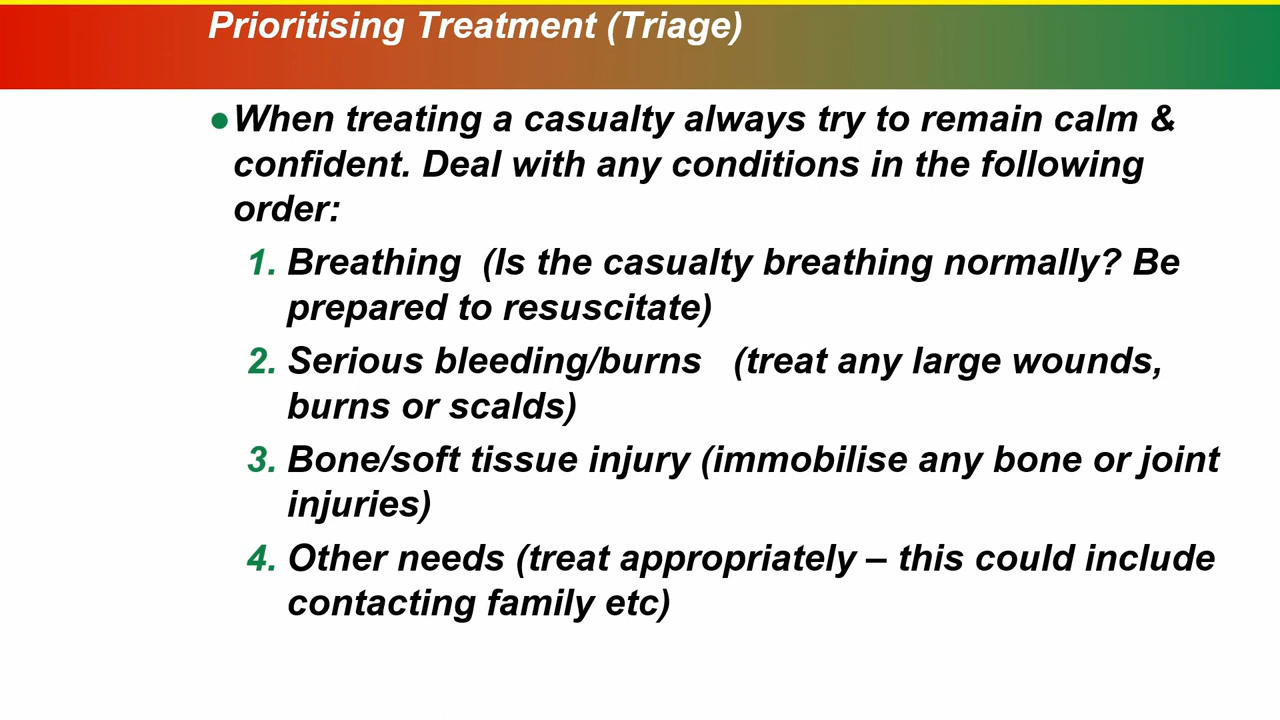 Prioritising Treatment (Triage)
●When treating a casualty always try to remain calm &
confident. Deal with any conditions in the following
order:
1. Breathing  (Is the casualty breathing normally? Be
prepared to resuscitate)
2. Serious bleeding/burns   (treat any large wounds,
burns or scalds)
3. Bone/soft tissue injury (immobilise any bone or joint
injuries)
4. Other needs (treat appropriately – this could include
contacting family etc)